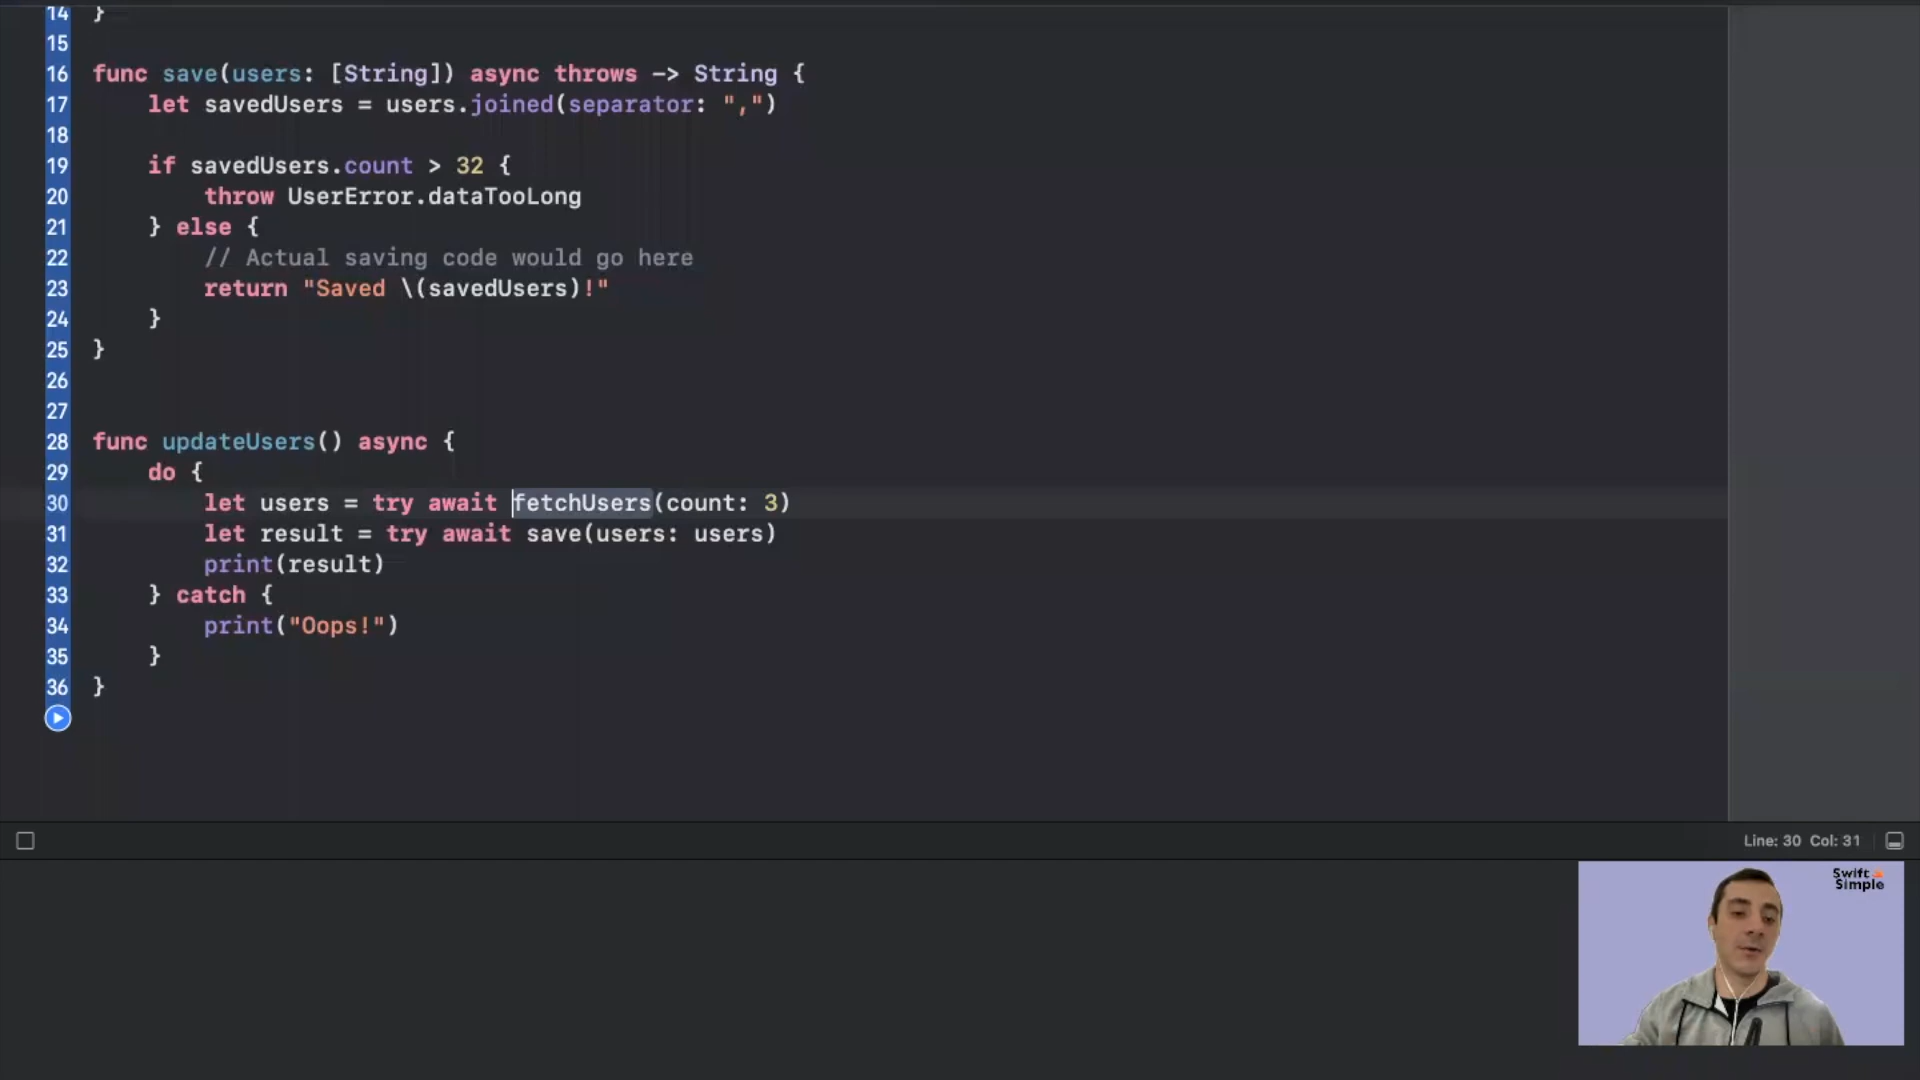 14 }
15
16 func save(users: [String]) async throws -> String {
17     let savedUsers = users.joined(separator: ",")
18
19     if savedUsers.count > 32 {
20         throw UserError.dataTooLong
21     } else {
22         // Actual saving code would go here
23         return "Saved \(savedUsers)!"
24     }
25 }
26
27
28 func updateUsers() async {
29     do {
30         let users = try await fetchUsers(count: 3)
31         let result = try await save(users: users)
32         print(result)
33     } catch {
34         print("Oops!")
35     }
36 }
Line: 30 Col: 31
Swift
Simple